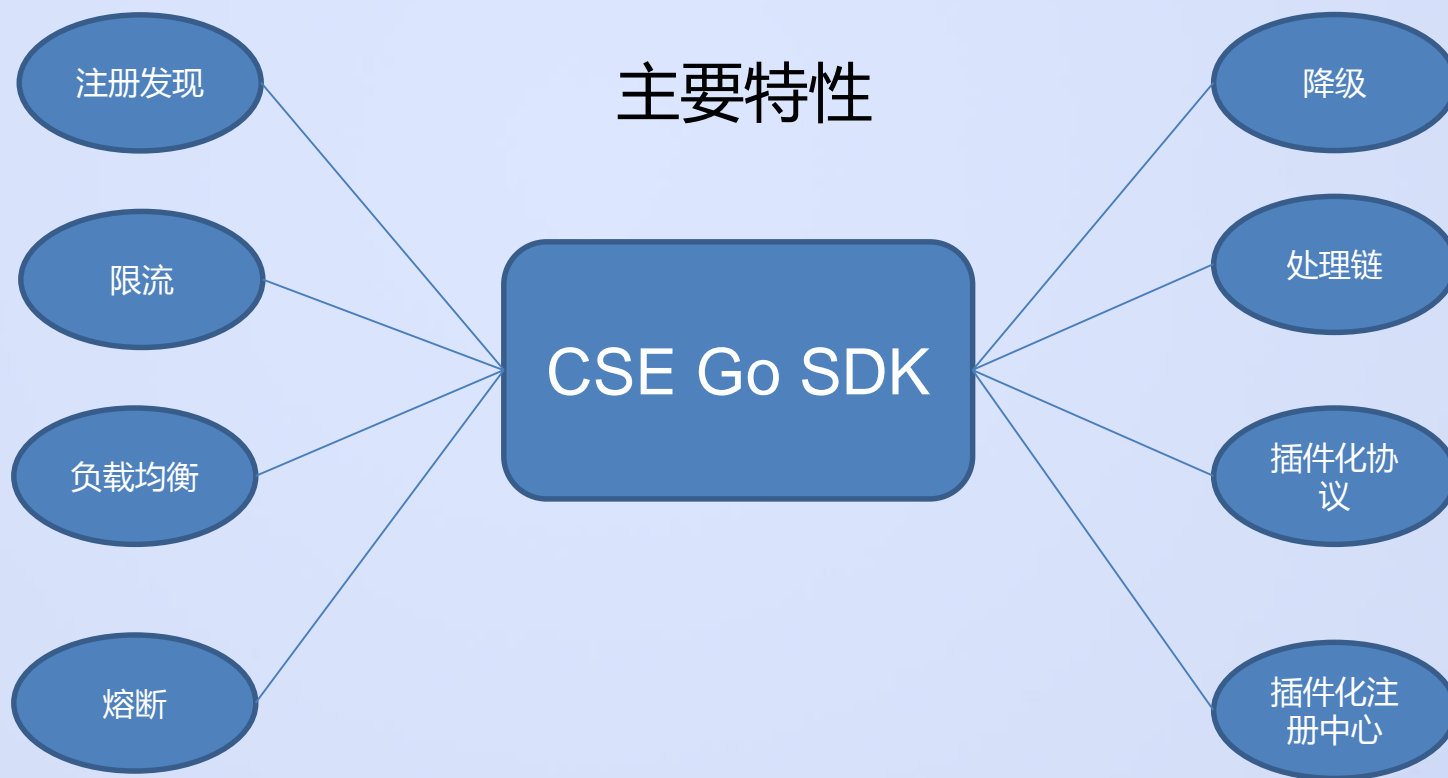 主要特性
注册发现
限流
负载均衡
熔断
CSE Go SDK
降级
处理链
插件化协
议
插件化注
册中心